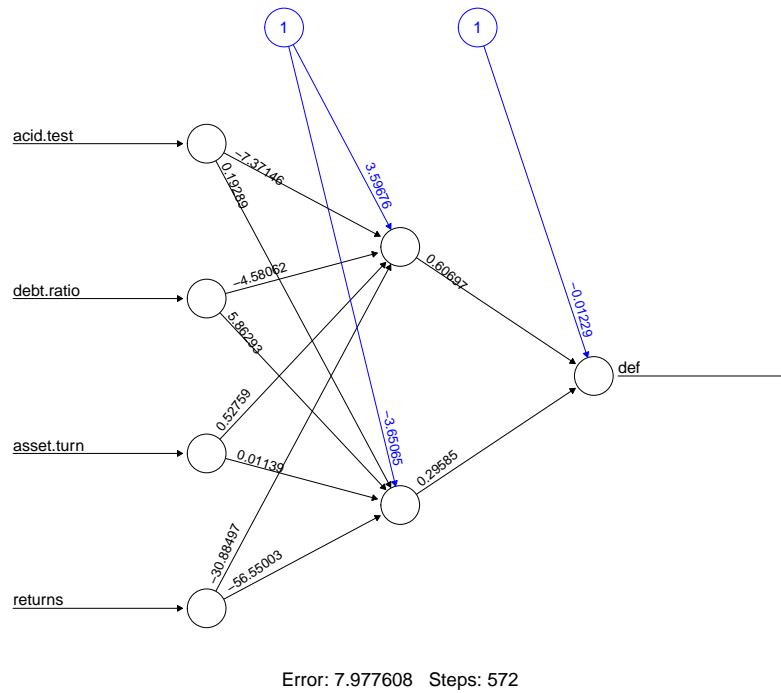 1
1
acid.test
−7.37146
0.19289
3.59676
debt.ratio
−4.58062
0.60697
−0.01229
5.86293
def
0.52759
−3.65065
asset.turn
0.01139
0.29585
−30.88497
−56.55003
returns
Error: 7.977608 Steps: 572